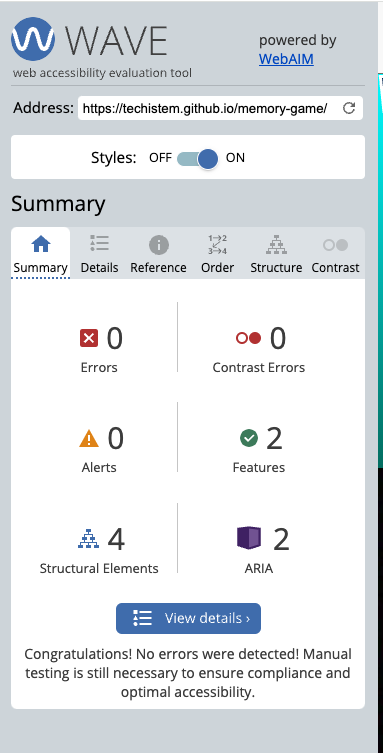 WAVE
web accessibility evaluation tool
powered by
WebAIM
Address: https://techistem.github.io/memory-game/
Styles: OFF ON
Summary
Summary Details Reference Order Structure Contrast
0 0
Errors Contrast Errors
0 2
Alerts Features
4 2
Structural Elements ARIA
View details ›
Congratulations! No errors were detected! Manual
testing is still necessary to ensure compliance and
optimal accessibility.